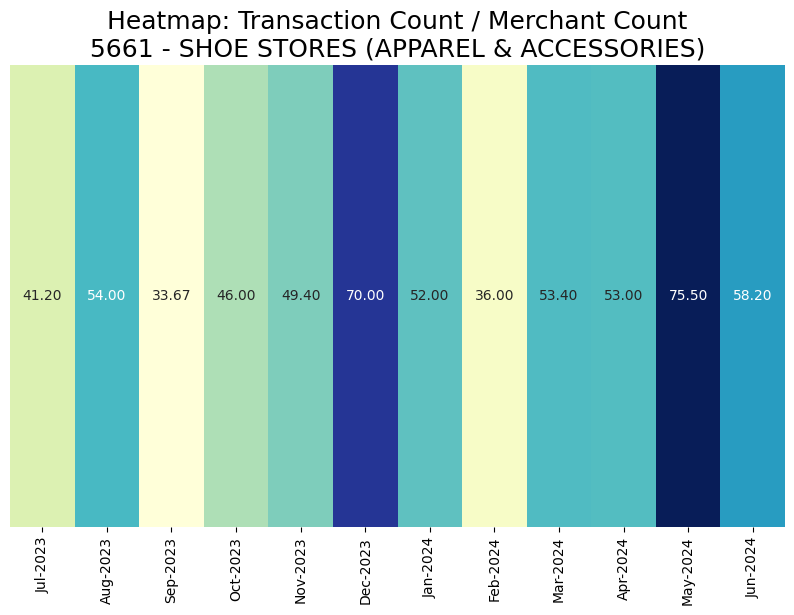 Heatmap: Transaction Count / Merchant Count
5661 - SHOE STORES (APPAREL & ACCESSORIES)
41.20 54.00 33.67 46.00 49.40 70.00 52.00 36.00 53.40 53.00 75.50 58.20
Jul-2023 Aug-2023 Sep-2023 Oct-2023 Nov-2023 Dec-2023 Jan-2024 Feb-2024 Mar-2024 Apr-2024 May-2024 Jun-2024